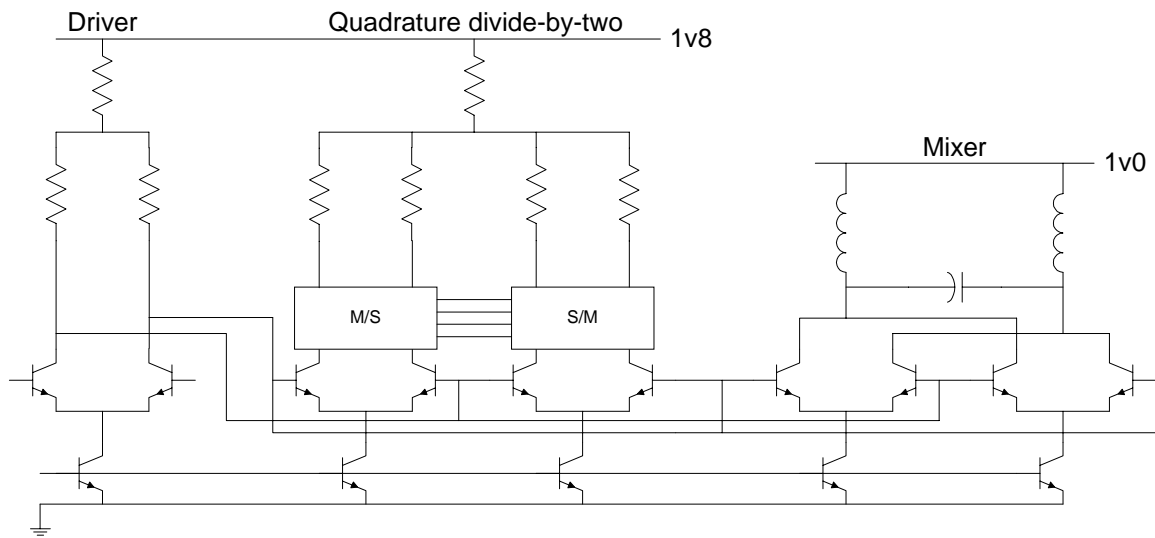 Driver
Quadrature divide-by-two
1v8
Mixer
1v0
M/S
S/M